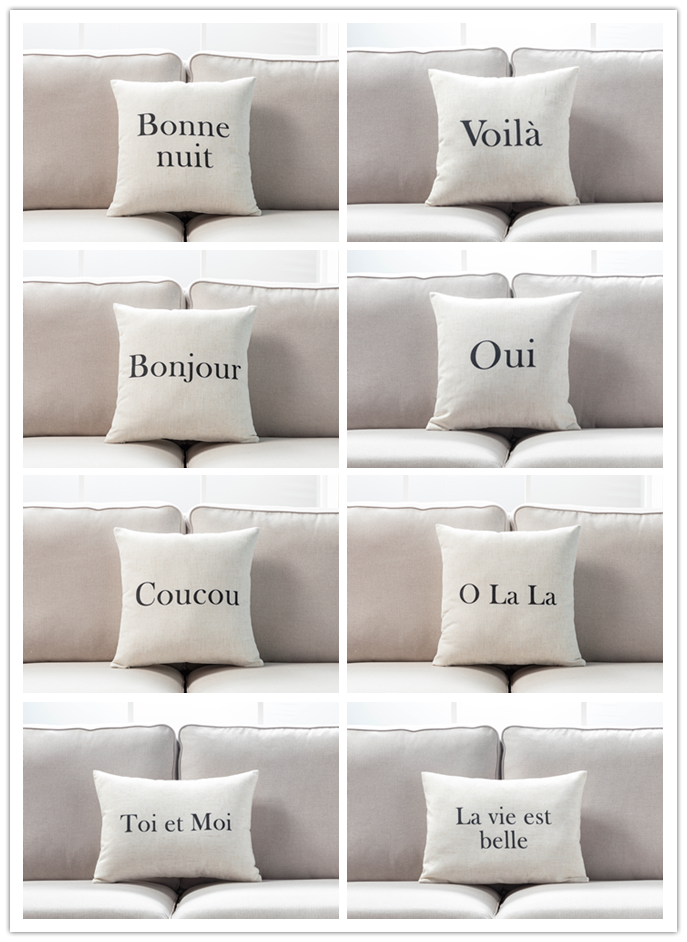 Bonne
nuit
Voilà
Bonjour
Oui
Coucou
O La La
Toi et Moi
La vie est
belle